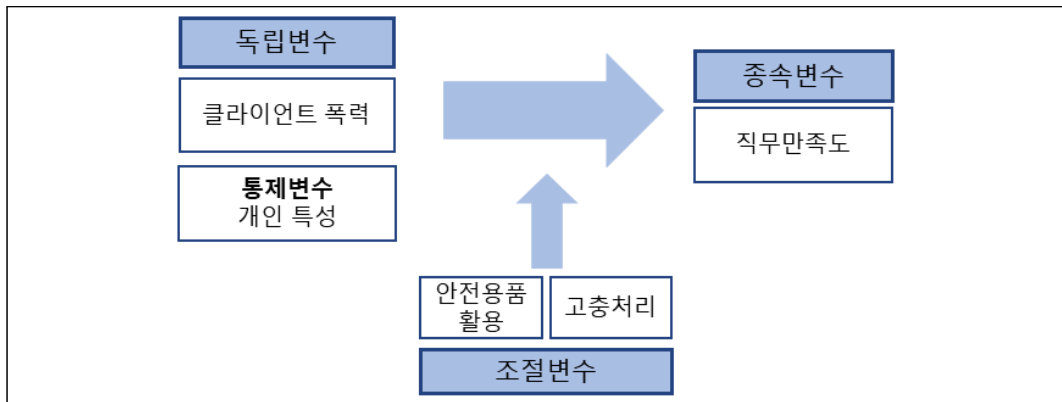 독립변수
클라이언트 폭력
통제변수
개인 특성
종속변수
직무만족도
안전용품
활용
고충처리
조절변수